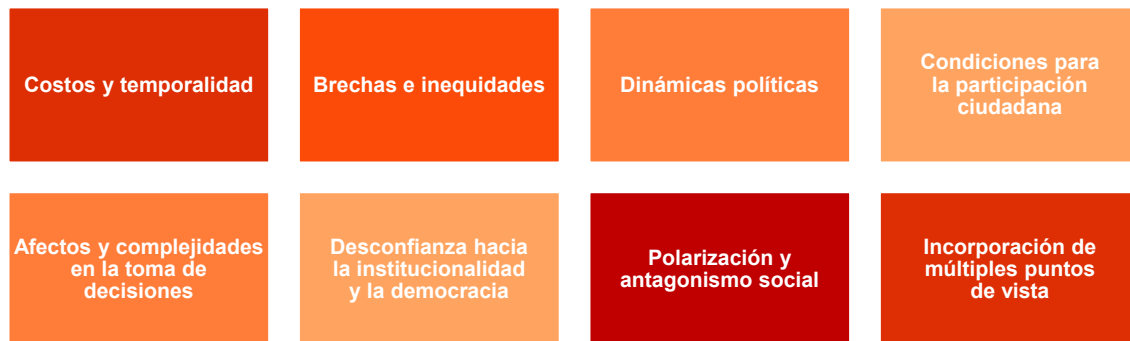 Costos y temporalidad
Brechas e inequidades
Dinámicas políticas
Condiciones para
la participación
ciudadana
Afectos y complejidades
en la toma de
decisiones
Desconfianza hacia
la institucionalidad
y la democracia
Polarización y
antagonismo social
Incorporación de
múltiples puntos
de vista